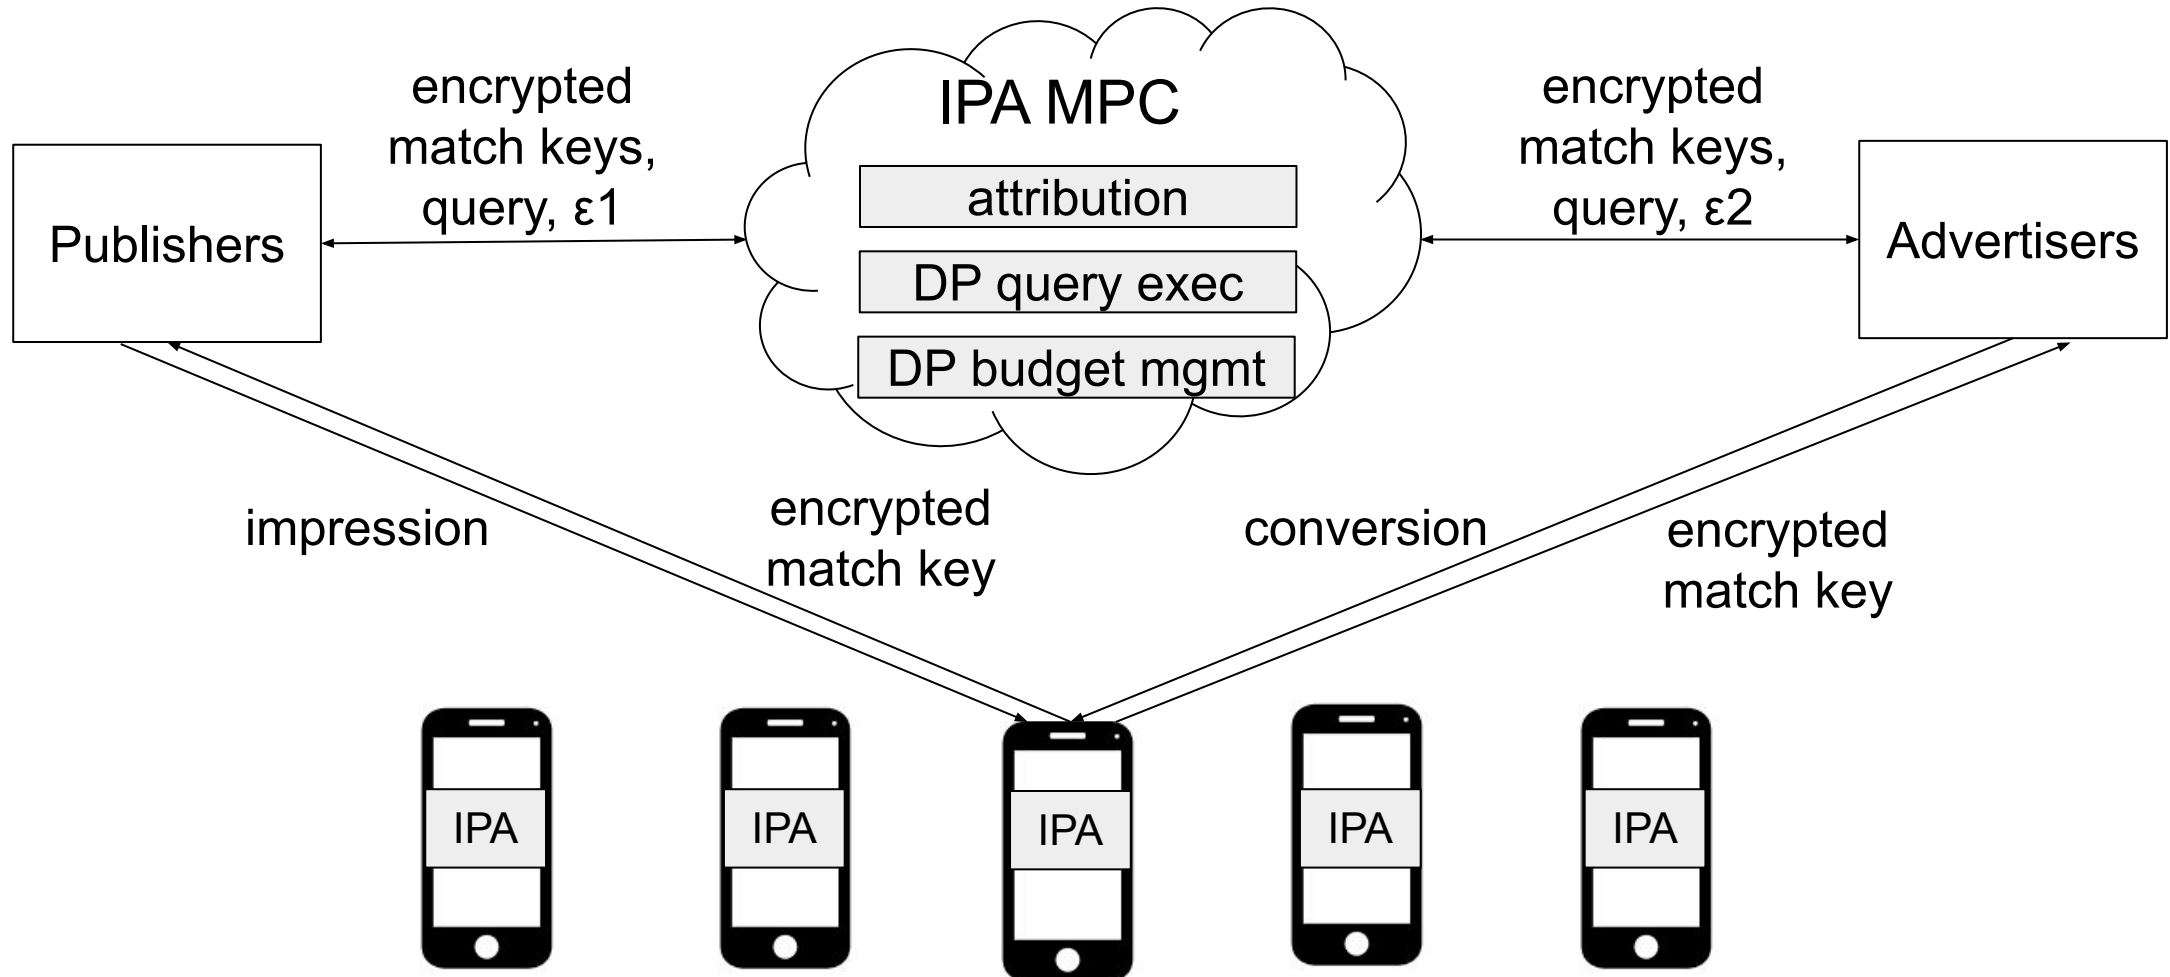 encrypted
match keys,
query, ε1
IPA MPC
encrypted
match keys,
query, ε2
Publishers
attribution
DP query exec
DP budget mgmt
Advertisers
impression
encrypted
match key
conversion
encrypted
match key
IPA
IPA
IPA
IPA
IPA